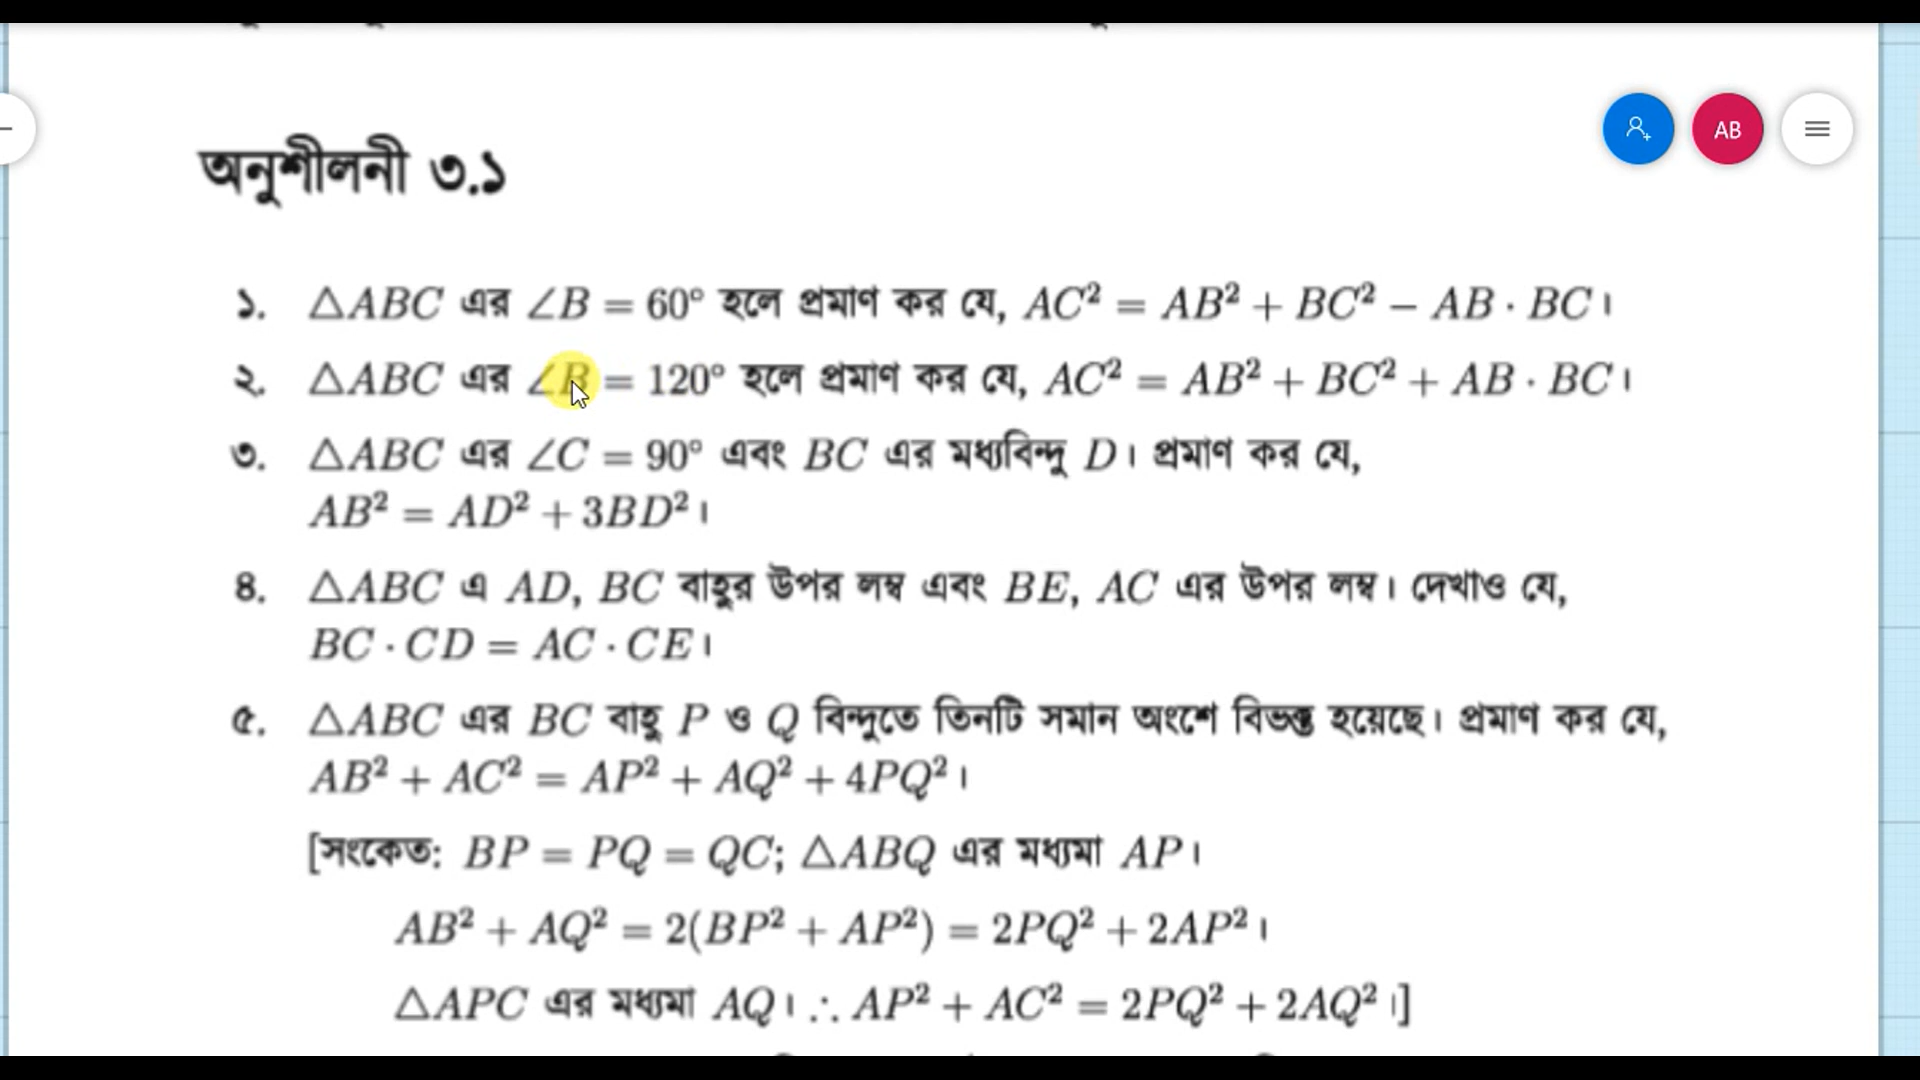 AB
অনুশীলনী ৩.১
১. △ABC এর ∠B = 60° হলে প্রমাণ কর যে, AC² = AB² + BC² − AB · BC।
২. △ABC এর ∠B = 120° হলে প্রমাণ কর যে, AC² = AB² + BC² + AB · BC।
৩. △ABC এর ∠C = 90° এবং BC এর মধ্যবিন্দু D। প্রমাণ কর যে,
AB² = AD² + 3BD²।
৪. △ABC এ AD, BC বাহুর উপর লম্ব এবং BE, AC এর উপর লম্ব। দেখাও যে,
BC · CD = AC · CE।
৫. △ABC এর BC বাহু P ও Q বিন্দুতে তিনটি সমান অংশে বিভক্ত হয়েছে। প্রমাণ কর যে,
AB² + AC² = AP² + AQ² + 4PQ²।
[সংকেত: BP = PQ = QC; △ABQ এর মধ্যমা AP।
AB² + AQ² = 2(BP² + AP²) = 2PQ² + 2AP²।
△APC এর মধ্যমা AQ। ∴ AP² + AC² = 2PQ² + 2AQ²।]